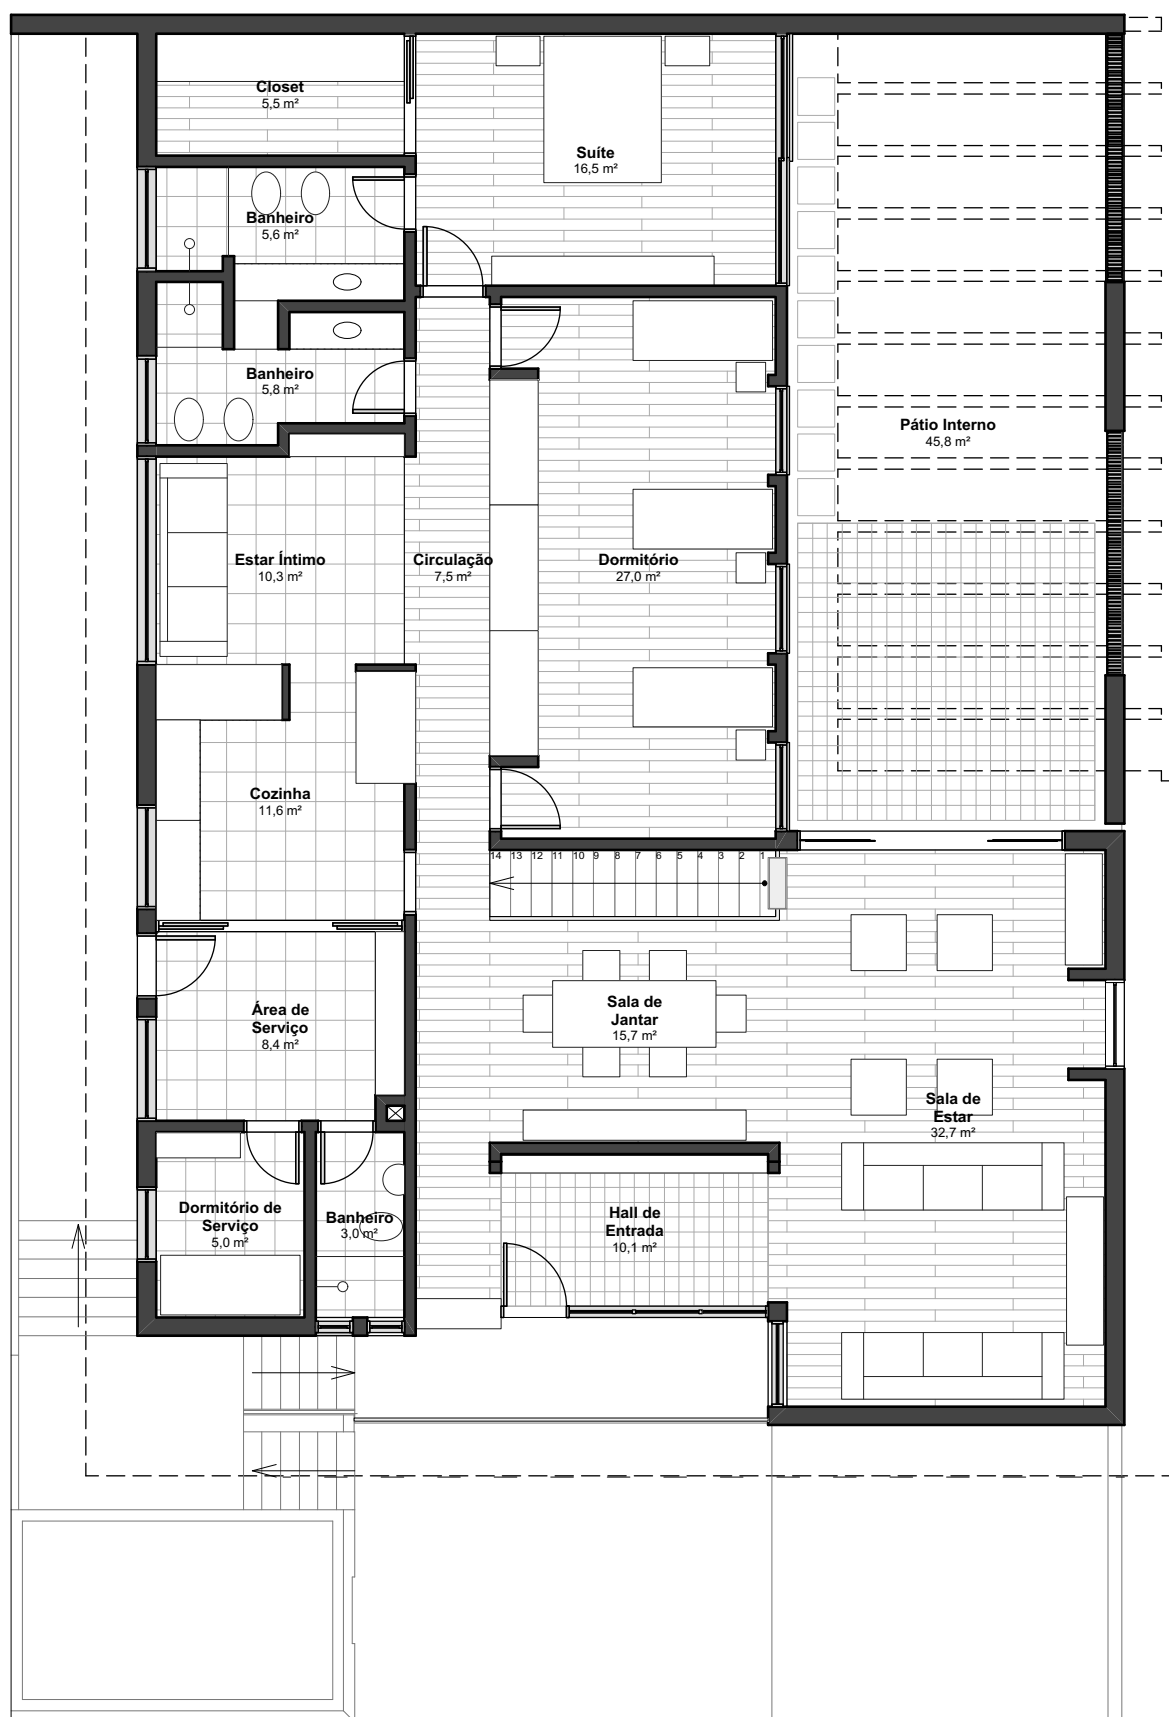 Closet
5,5 m²
Suíte
16,5 m²
Banheiro
5,6 m²
Banheiro
5,8 m²
Pátio Interno
45,8 m²
Estar Íntimo
10,3 m²
Circulação
7,5 m²
Dormitório
27,0 m²
Cozinha
11,6 m²
14 13 12 11 10 9 8 7 6 5 4 3 2 1
Área de
Serviço
8,4 m²
Sala de
Jantar
15,7 m²
Sala de
Estar
32,7 m²
Dormitório de
Serviço
5,0 m²
Banheiro
3,0 m²
Hall de
Entrada
10,1 m²